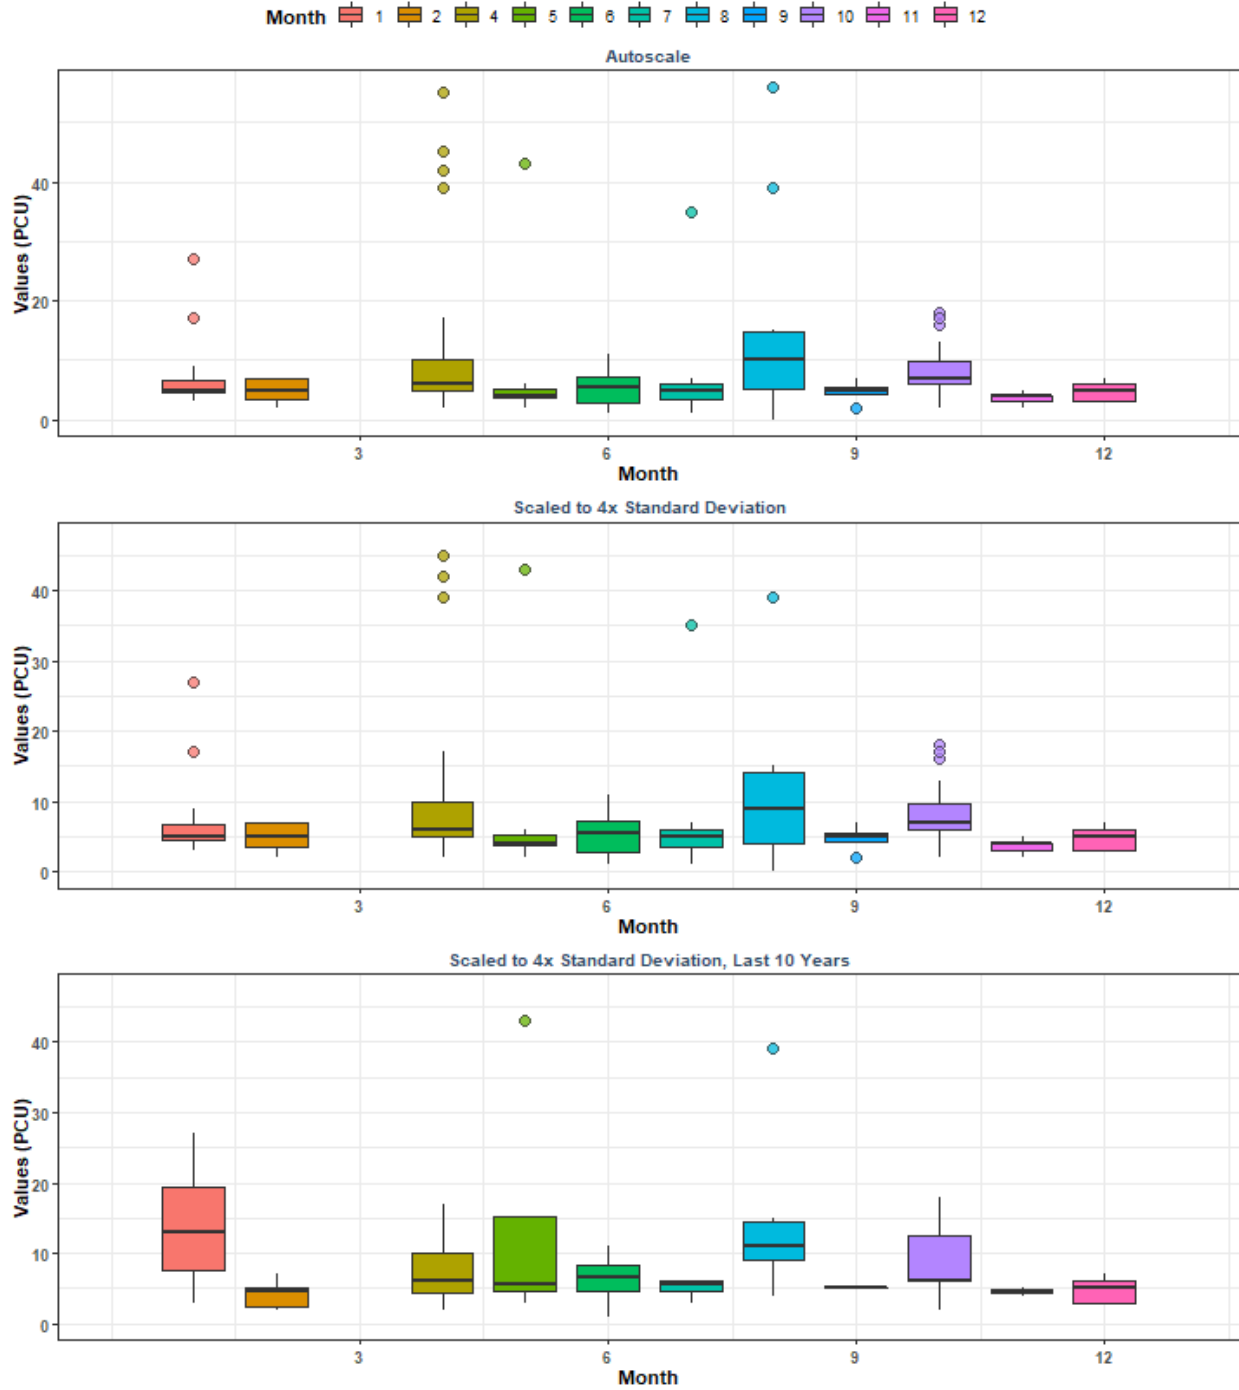 Month 1 2 4 5 6 7 8 9 10 11 12
Autoscale
Values (PCU)
40
20
0
3 6 9 12
Month
Scaled to 4x Standard Deviation
Values (PCU)
40
30
20
10
0
3 6 9 12
Month
Scaled to 4x Standard Deviation, Last 10 Years
Values (PCU)
40
30
20
10
0
3 6 9 12
Month